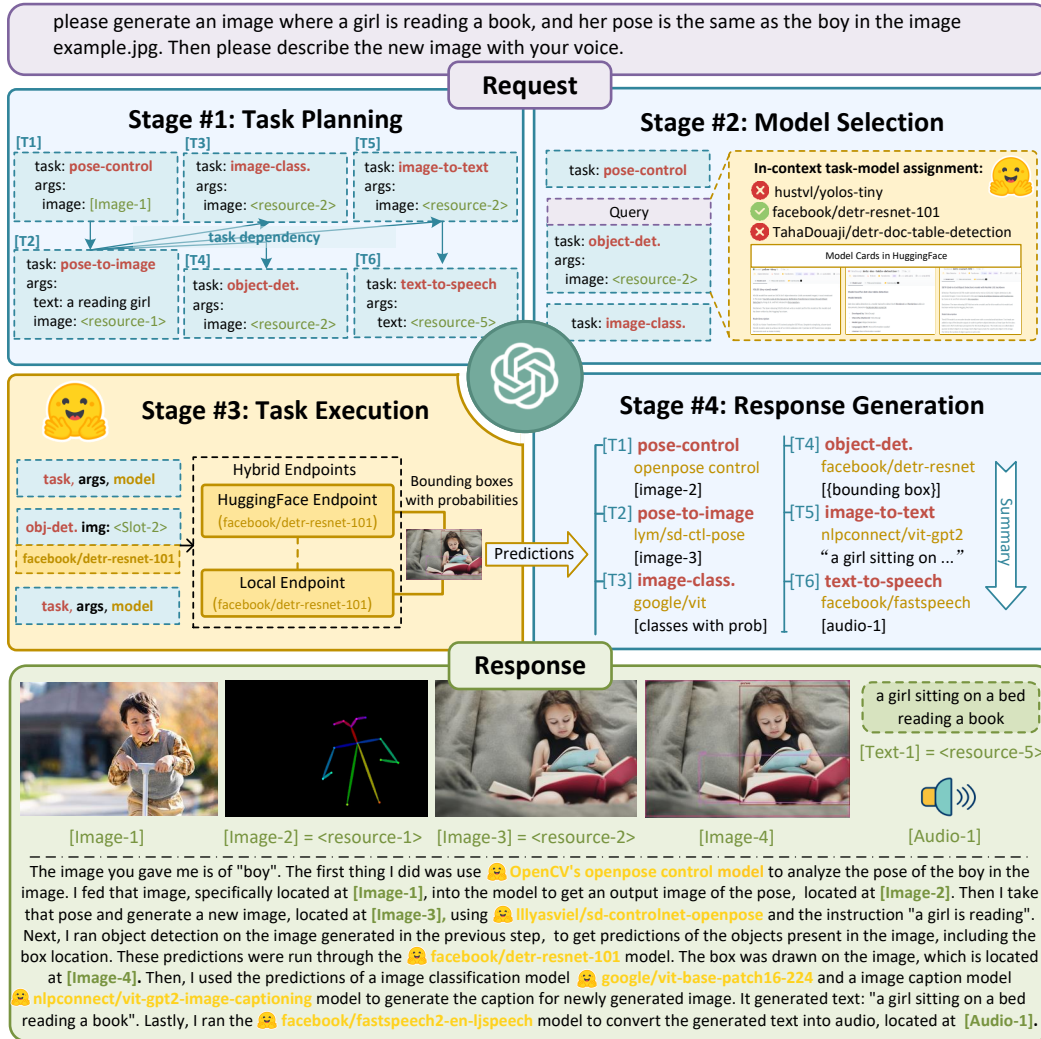 please generate an image where a girl is reading a book, and her pose is the same as the boy in the image
example.jpg. Then please describe the new image with your voice.
Request
Stage #1: Task Planning
[T1]
task: pose-control
args:
image: [Image-1]
[T3]
task: image-class.
args:
image: <resource-2>
[T5]
task: image-to-text
args:
image: <resource-2>
task dependency
[T2]
task: pose-to-image
args:
text: a reading girl
image: <resource-1>
[T4]
task: object-det.
args:
image: <resource-2>
[T6]
task: text-to-speech
args:
text: <resource-5>
Stage #2: Model Selection
task: pose-control
Query
task: object-det.
args:
image: <resource-2>
task: image-class.
In-context task-model assignment:
hustvl/yolos-tiny
facebook/detr-resnet-101
TahaDouaji/detr-doc-table-detection
Model Cards in HuggingFace
Stage #3: Task Execution
task, args, model
obj-det. img: <Slot-2>
facebook/detr-resnet-101
task, args, model
Hybrid Endpoints
HuggingFace Endpoint
(facebook/detr-resnet-101)
Local Endpoint
(facebook/detr-resnet-101)
Bounding boxes
with probabilities
Predictions
Stage #4: Response Generation
[T1] pose-control
openpose control
[image-2]
[T2] pose-to-image
lym/sd-ctl-pose
[image-3]
[T3] image-class.
google/vit
[classes with prob]
[T4] object-det.
facebook/detr-resnet
[{bounding box}]
[T5] image-to-text
nlpconnect/vit-gpt2
“a girl sitting on ...”
[T6] text-to-speech
facebook/fastspeech
[audio-1]
Summary
Response
a girl sitting on a bed
reading a book
[Text-1] = <resource-5>
[Image-1]
[Image-2] = <resource-1>
[Image-3] = <resource-2>
[Image-4]
[Audio-1]
The image you gave me is of "boy". The first thing I did was use OpenCV's openpose control model to analyze the pose of the boy in the
image. I fed that image, specifically located at [Image-1], into the model to get an output image of the pose, located at [Image-2]. Then I take
that pose and generate a new image, located at [Image-3], using lllyasviel/sd-controlnet-openpose and the instruction "a girl is reading".
Next, I ran object detection on the image generated in the previous step, to get predictions of the objects present in the image, including the
box location. These predictions were run through the facebook/detr-resnet-101 model. The box was drawn on the image, which is located
at [Image-4]. Then, I used the predictions of a image classification model google/vit-base-patch16-224 and a image caption model
nlpconnect/vit-gpt2-image-captioning model to generate the caption for newly generated image. It generated text: "a girl sitting on a bed
reading a book". Lastly, I ran the facebook/fastspeech2-en-ljspeech model to convert the generated text into audio, located at [Audio-1].